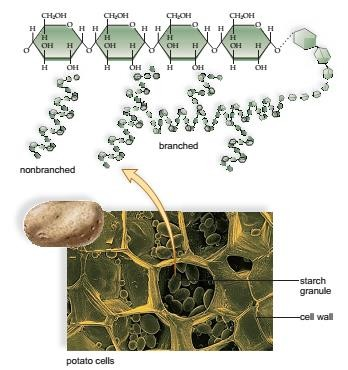 CH₂OH CH₂OH CH₂OH CH₂OH
H O H H O H H O H H O H
H H H H
O OH H O OH H O OH H O OH H O
H OH H OH H OH H OH
nonbranched
branched
starch
granule
cell wall
potato cells